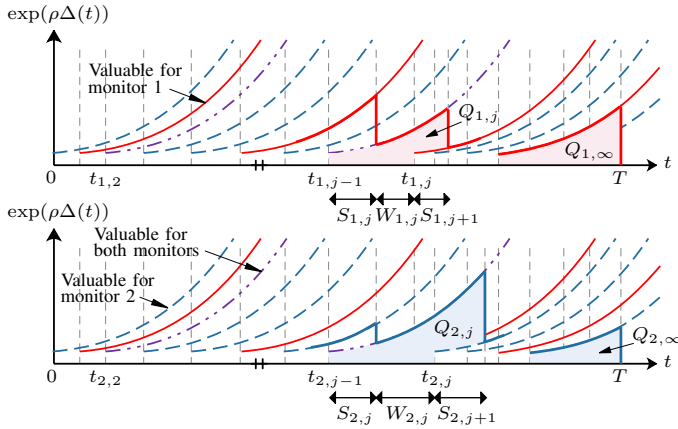 exp(ρΔ(t))
Valuable for
monitor 1
Q₁,ⱼ
Q₁,∞
0
t₁,₂
t₁,ⱼ₋₁
t₁,ⱼ
T
t
S₁,ⱼ
W₁,ⱼ
S₁,ⱼ₊₁
exp(ρΔ(t))
Valuable for
both monitors
Valuable for
monitor 2
Q₂,ⱼ
Q₂,∞
0
t₂,₂
t₂,ⱼ₋₁
t₂,ⱼ
T
t
S₂,ⱼ
W₂,ⱼ
S₂,ⱼ₊₁